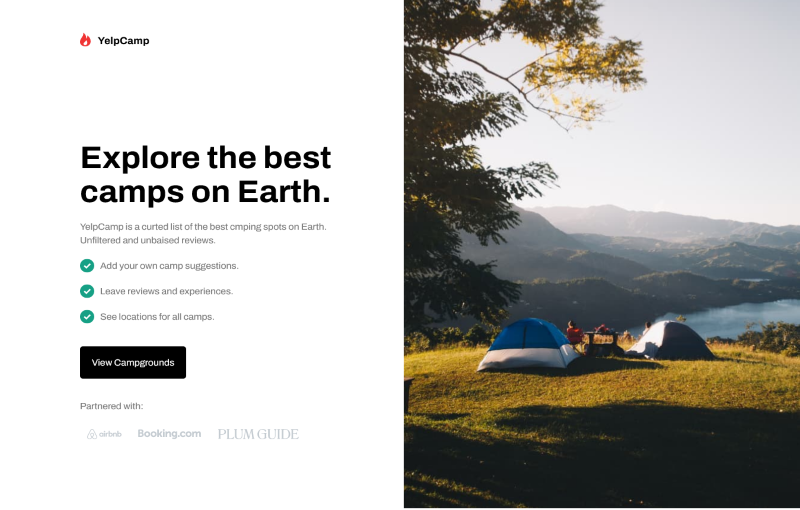 YelpCamp
Explore the best
camps on Earth.
YelpCamp is a curted list of the best cmping spots on Earth.
Unfiltered and unbaised reviews.
Add your own camp suggestions.
Leave reviews and experiences.
See locations for all camps.
View Campgrounds
Partnered with:
airbnb Booking.com PLUM GUIDE